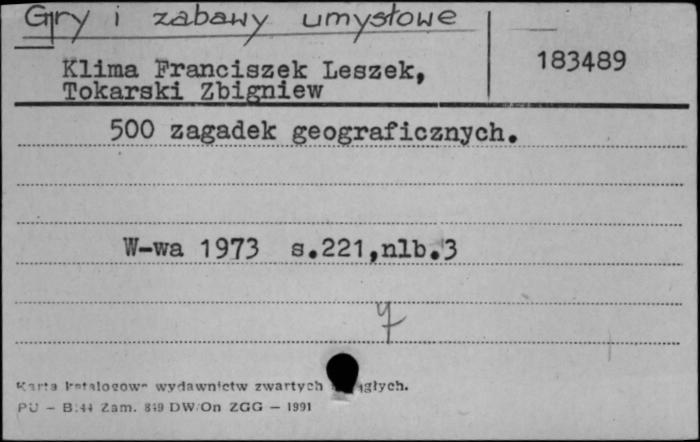 Gry i zabawy umysłowe
Klima Franciszek Leszek,
Tokarski Zbigniew
183489
500 zagadek geograficznych.
W-wa 1973 s.221,nlb.3
Karta katalogowa wydawnictw zwartych
PU - B:44 Zam. 849 DW/On ZGG - 1991